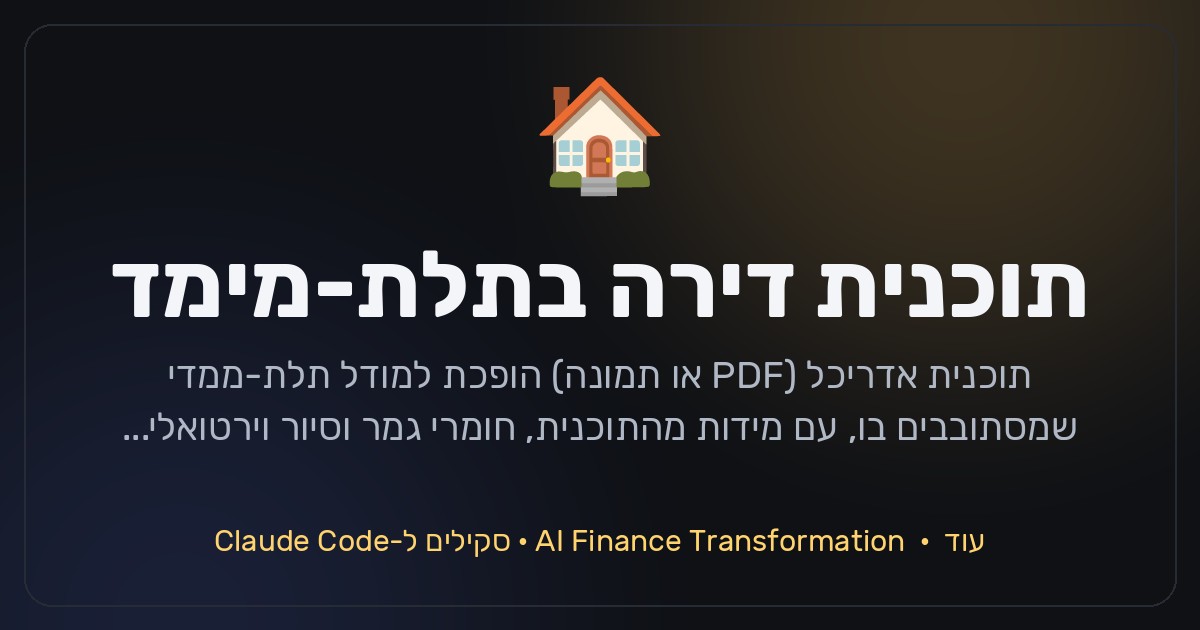 תוכנית דירה בתלת-מימד
תוכנית אדריכל (PDF או תמונה) הופכת למודל תלת-ממדי
שמסתובבים בו, עם מידות מהתוכנית, חומרי גמר וסיור וירטואלי...
עוד • AI Finance Transformation • סקילים ל-Claude Code